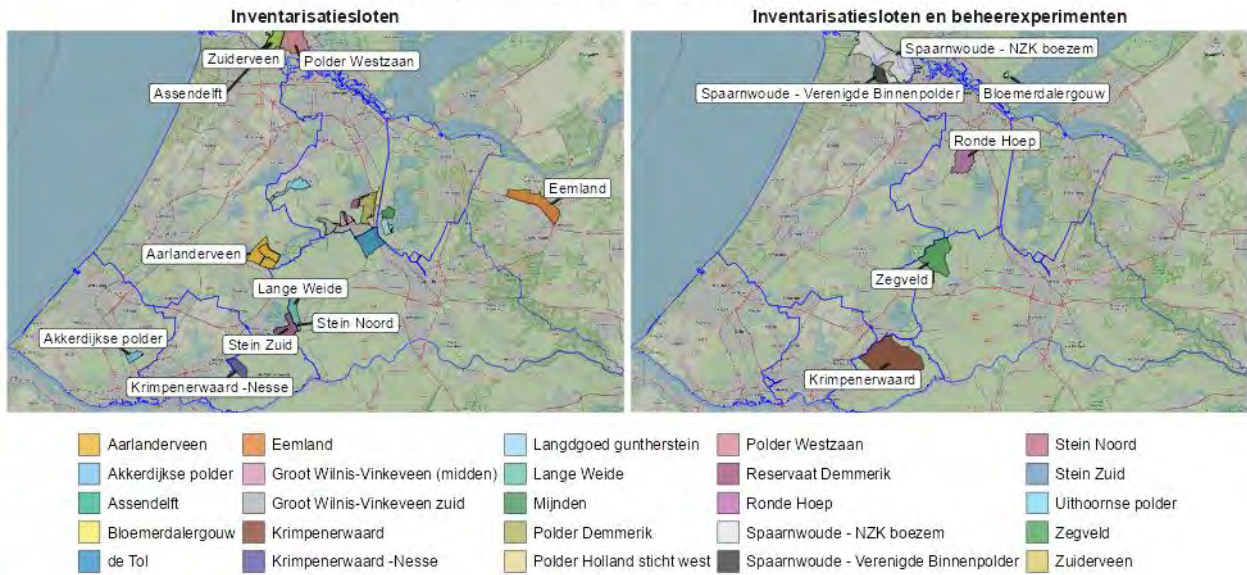 Inventarisatiesloten
Inventarisatiesloten en beheerexperimenten
Zuiderveen
Polder Westzaan
Assendelft
Eemland
Aarlanderveen
Lange Weide
Stein Noord
Akkerdijkse polder
Stein Zuid
Krimpenerwaard -Nesse
Spaarnwoude - NZK boezem
Spaarnwoude - Verenigde Binnenpolder
Bloemerdalergouw
Ronde Hoep
Zegveld
Krimpenerwaard
Aarlanderveen
Akkerdijkse polder
Assendelft
Bloemerdalergouw
de Tol
Eemland
Groot Wilnis-Vinkeveen (midden)
Groot Wilnis-Vinkeveen zuid
Krimpenerwaard
Krimpenerwaard -Nesse
Langdgoed guntherstein
Lange Weide
Mijnden
Polder Demmerik
Polder Holland sticht west
Polder Westzaan
Reservaat Demmerik
Ronde Hoep
Spaarnwoude - NZK boezem
Spaarnwoude - Verenigde Binnenpolder
Stein Noord
Stein Zuid
Uithoornse polder
Zegveld
Zuiderveen